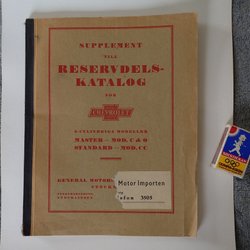 SUPPLEMENT
TILL
RESERVDELS-
KATALOG
FÖR
CHEVROLET
6-CYLINDRIGA MODELLER
MASTER — MOD. C & O
STANDARD — MOD. CC
GENERAL MOTORS
Motor Importen
3505